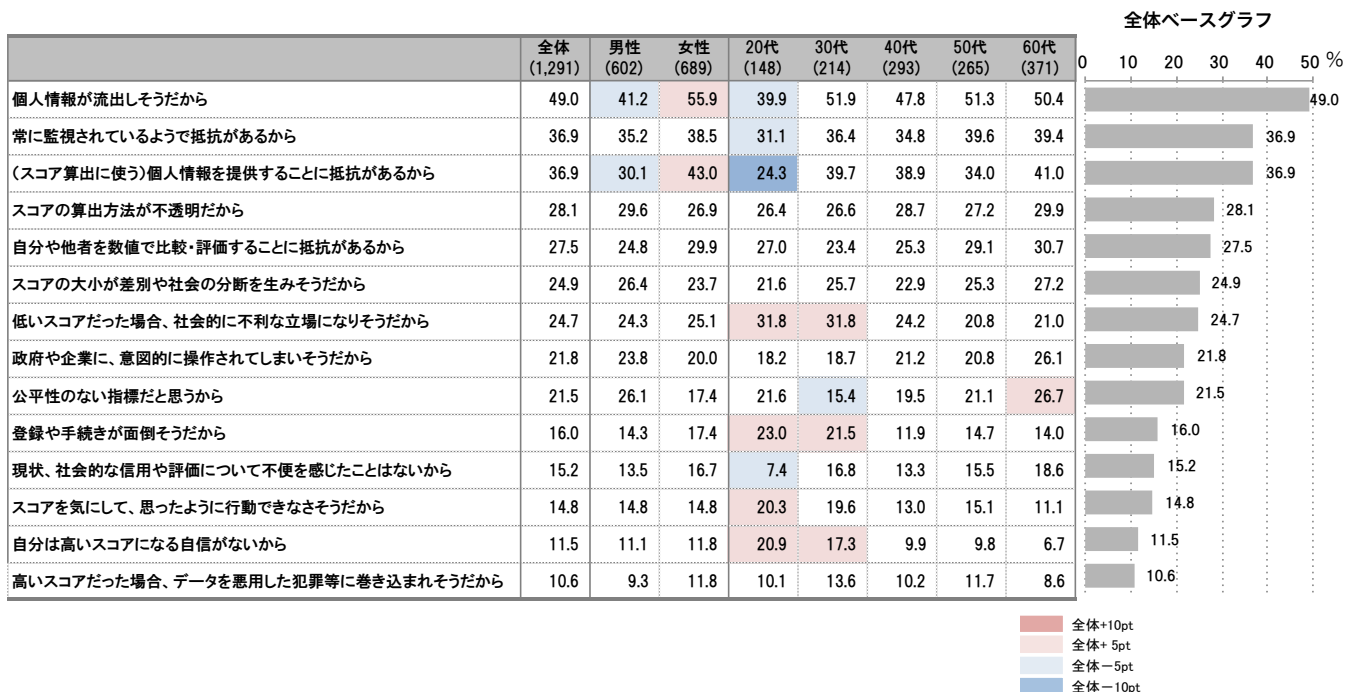 全体ベースグラフ
全体 男性 女性 20代 30代 40代 50代 60代
(1,291) (602) (689) (148) (214) (293) (265) (371)
0 10 20 30 40 50 %
個人情報が流出しそうだから 49.0 41.2 55.9 39.9 51.9 47.8 51.3 50.4 49.0
常に監視されているようで抵抗があるから 36.9 35.2 38.5 31.1 36.4 34.8 39.6 39.4 36.9
(スコア算出に使う)個人情報を提供することに抵抗があるから 36.9 30.1 43.0 24.3 39.7 38.9 34.0 41.0 36.9
スコアの算出方法が不透明だから 28.1 29.6 26.9 26.4 26.6 28.7 27.2 29.9 28.1
自分や他者を数値で比較・評価することに抵抗があるから 27.5 24.8 29.9 27.0 23.4 25.3 29.1 30.7 27.5
スコアの大小が差別や社会の分断を生みそうだから 24.9 26.4 23.7 21.6 25.7 22.9 25.3 27.2 24.9
低いスコアだった場合、社会的に不利な立場になりそうだから 24.7 24.3 25.1 31.8 31.8 24.2 20.8 21.0 24.7
政府や企業に、意図的に操作されてしまいそうだから 21.8 23.8 20.0 18.2 18.7 21.2 20.8 26.1 21.8
公平性のない指標だと思うから 21.5 26.1 17.4 21.6 15.4 19.5 21.1 26.7 21.5
登録や手続きが面倒そうだから 16.0 14.3 17.4 23.0 21.5 11.9 14.7 14.0 16.0
現状、社会的な信用や評価について不便を感じたことはないから 15.2 13.5 16.7 7.4 16.8 13.3 15.5 18.6 15.2
スコアを気にして、思ったように行動できなさそうだから 14.8 14.8 14.8 20.3 19.6 13.0 15.1 11.1 14.8
自分は高いスコアになる自信がないから 11.5 11.1 11.8 20.9 17.3 9.9 9.8 6.7 11.5
高いスコアだった場合、データを悪用した犯罪等に巻き込まれそうだから 10.6 9.3 11.8 10.1 13.6 10.2 11.7 8.6 10.6
全体+10pt
全体+ 5pt
全体－5pt
全体－10pt